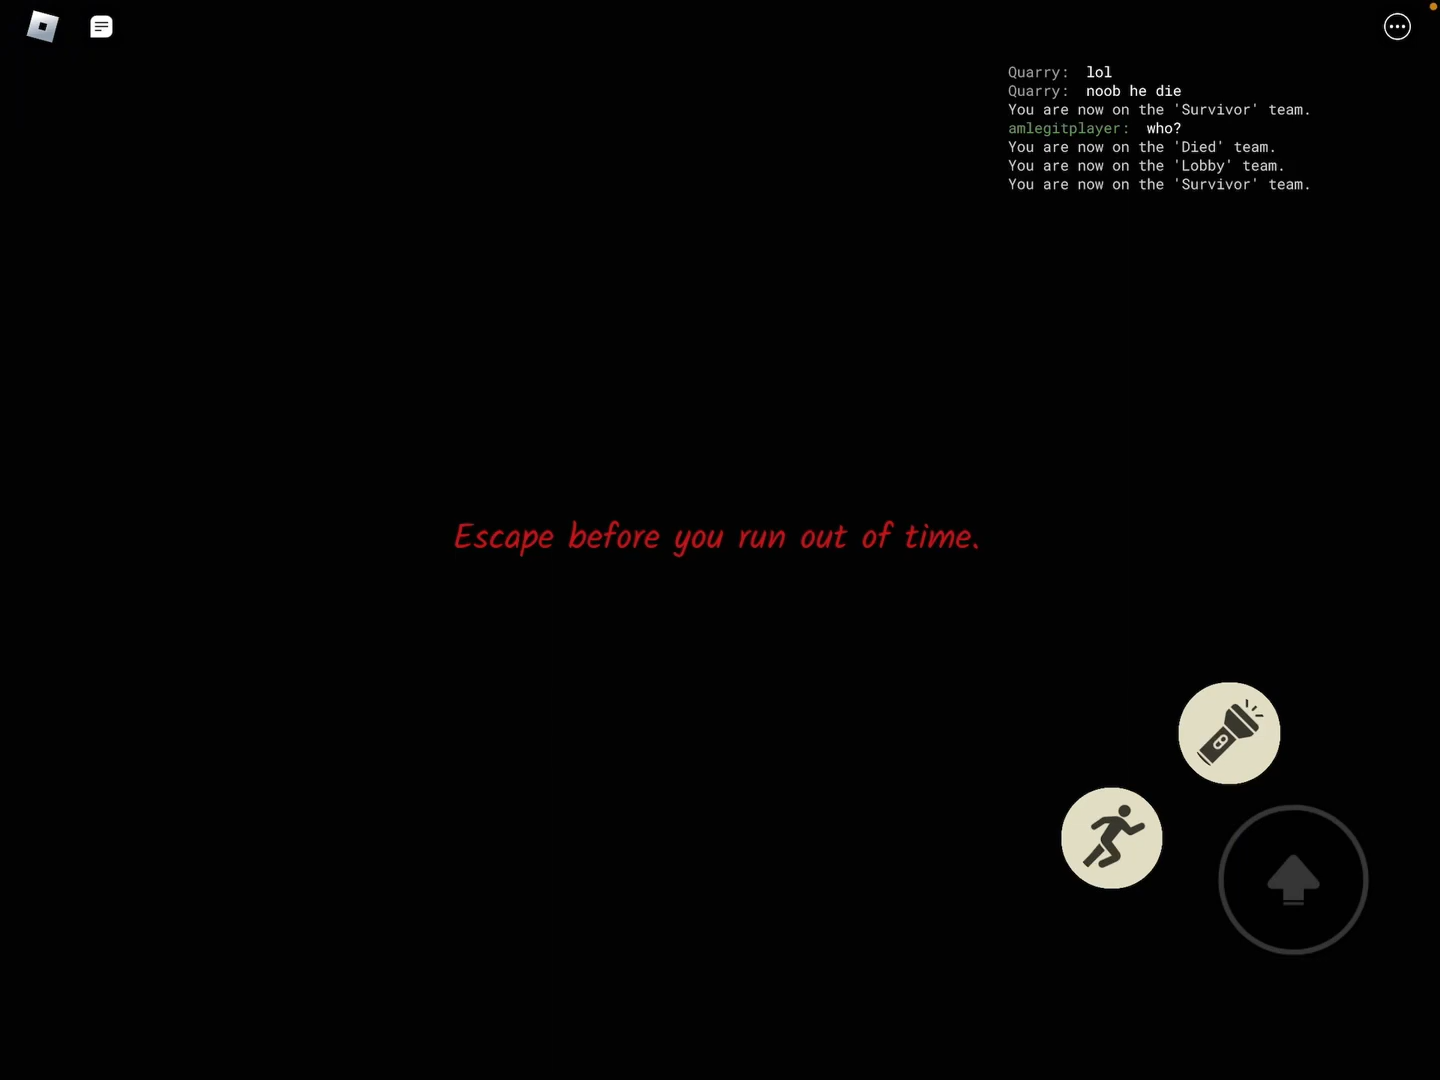 Quarry: lol
Quarry: noob he die
You are now on the 'Survivor' team.
amlegitplayer: who?
You are now on the 'Died' team.
You are now on the 'Lobby' team.
You are now on the 'Survivor' team.
Escape before you run out of time.